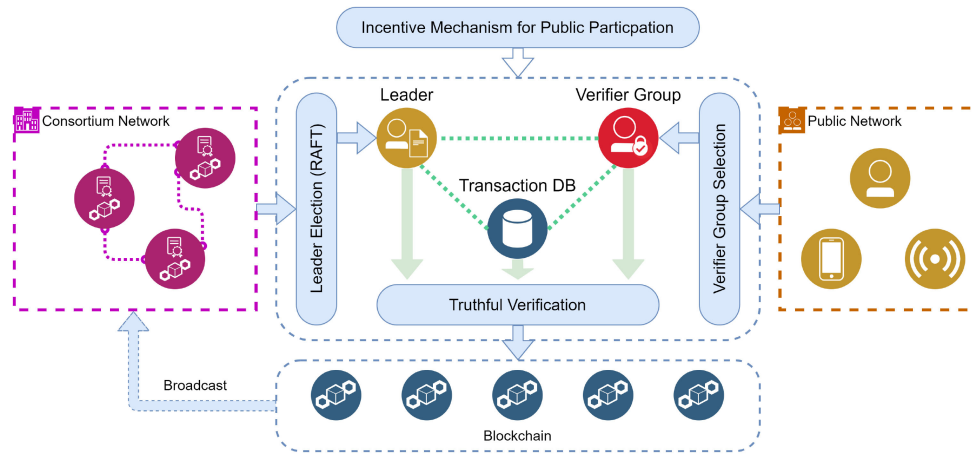 Incentive Mechanism for Public Particpation
Leader
Verifier Group
Consortium Network
Public Network
Leader Election (RAFT)
Transaction DB
Verifier Group Selection
Truthful Verification
Broadcast
Blockchain